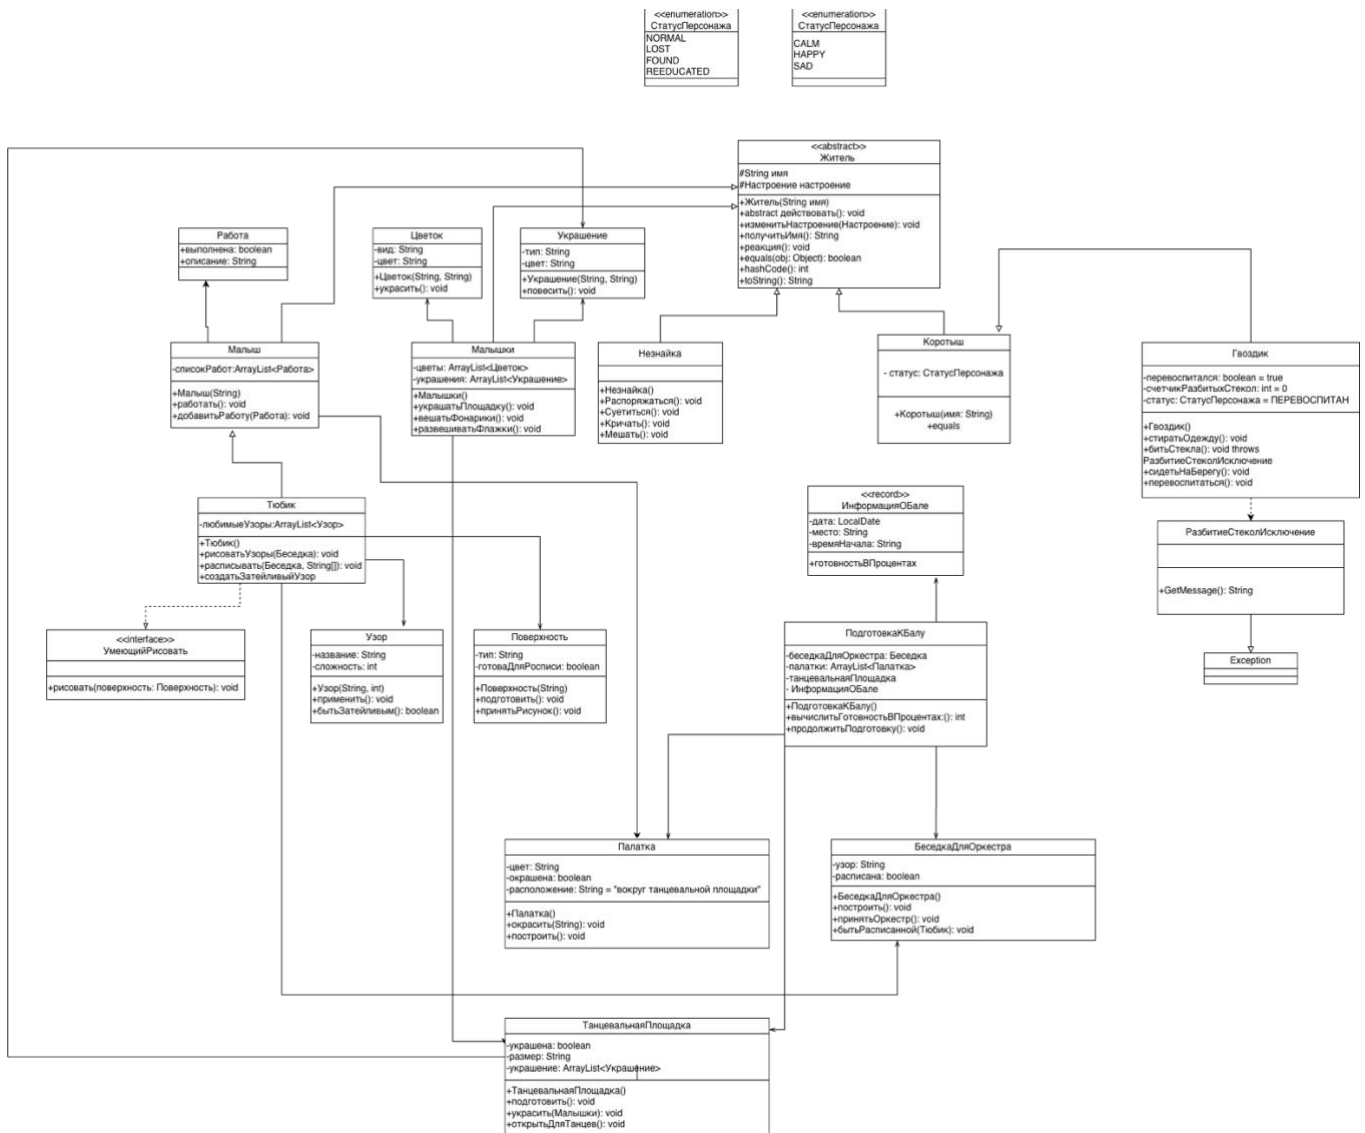 <<enumeration>>
СтатусПерсонажа
NORMAL
LOST
FOUND
REEDUCATED
<<enumeration>>
СтатусПерсонажа
CALM
HAPPY
SAD
<<abstract>>
Житель
#String имя
#Настроение настроение
+Житель(String имя)
+abstract действовать(): void
+изменитьНастроение(Настроение): void
+получитьИмя(): String
+реакция(): void
+equals(obj: Object): boolean
+hashCode(): int
+toString(): String
Работа
+выполнена: boolean
+описание: String
Цветок
-вид: String
-цвет: String
+Цветок(String, String)
+украсить(): void
Украшение
-тип: String
-цвет: String
+Украшение(String, String)
+повесить(): void
Малыш
-списокРабот:ArrayList<Работа>
+Малыш(String)
+работать(): void
+добавитьРаботу(Работа): void
Малышки
-цветы: ArrayList<Цветок>
-украшения: ArrayList<Украшение>
+Малышки()
+украшатьПлощадку(): void
+вешатьФонарики(): void
+развешиватьФлажки(): void
Незнайка
+Незнайка()
+Распоряжаться(): void
+Суетиться(): void
+Кричать(): void
+Мешать(): void
Коротыш
- статус: СтатусПерсонажа
+Коротыш(имя: String)
+equals
Гвоздик
-перевоспитался: boolean = true
-счетчикРазбитыхСтекол: int = 0
-статус: СтатусПерсонажа = ПЕРЕВОСПИТАН
+Гвоздик()
+стиратьОдежду(): void
+битьСтекла(): void throws
РазбитиеСтеколИсключение
+сидетьНаБерегу(): void
+перевоспитаться(): void
Тюбик
-любимыеУзоры:ArrayList<Узор>
+Тюбик()
+рисоватьУзоры(Беседка): void
+расписывать(Беседка, String[]): void
+создатьЗатейливыйУзор
<<record>>
ИнформацияОБале
-дата: LocalDate
-место: String
-времяНачала: String
+готовностьВПроцентах
РазбитиеСтеколИсключение
+GetMessage(): String
<<interface>>
УмеющийРисовать
+рисовать(поверхность: Поверхность): void
Узор
-название: String
-сложность: int
+Узор(String, int)
+применить(): void
+бытьЗатейливым(): boolean
Поверхность
-тип: String
-готоваДляРосписи: boolean
+Поверхность(String)
+подготовить(): void
+принятьРисунок(): void
ПодготовкаКБалу
-беседкаДляОркестра: Беседка
-палатки: ArrayList<Палатка>
-танцевальнаяПлощадка
- ИнформацияОБале
+ПодготовкаКБалу()
+вычислитьГотовностьВПроцентах:(): int
+продолжитьПодготовку(): void
Exception
Палатка
-цвет: String
-окрашена: boolean
-расположение: String = "вокруг танцевальной площадки"
+Палатка()
+окрасить(String): void
+построить(): void
БеседкаДляОркестра
-узор: String
-расписана: boolean
+БеседкаДляОркестра()
+построить(): void
+принятьОркестр(): void
+бытьРасписанной(Тюбик): void
ТанцевальнаяПлощадка
-украшена: boolean
-размер: String
-украшение: ArrayList<Украшение>
+ТанцевальнаяПлощадка()
+подготовить(): void
+украсить(Малышки): void
+открытьДляТанцев(): void